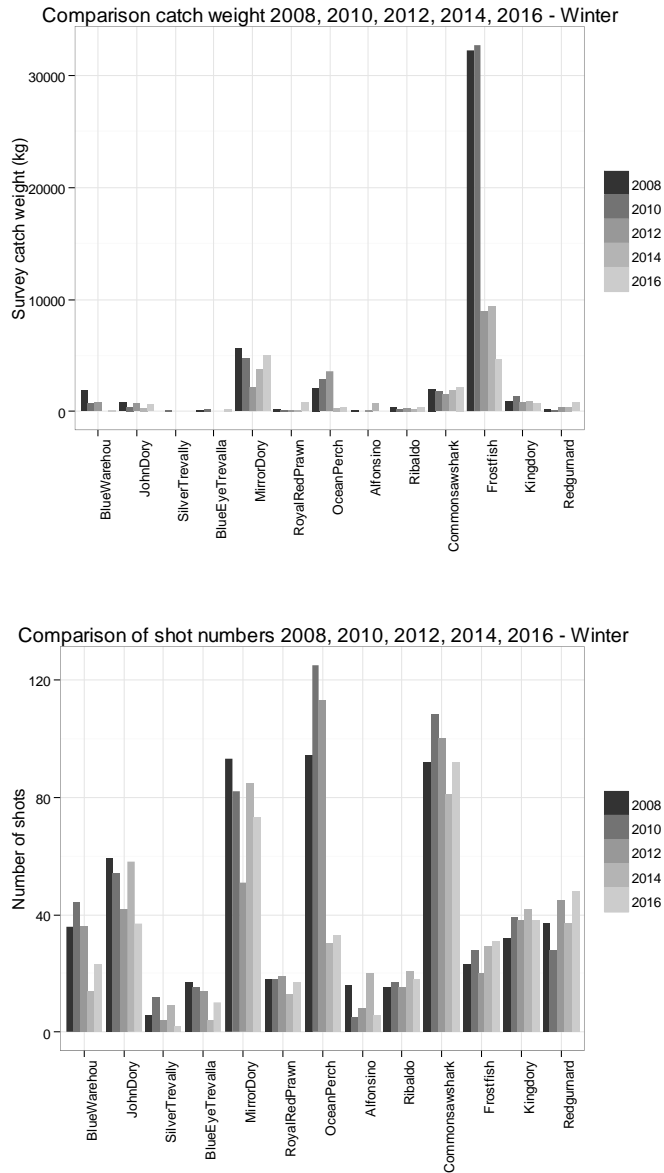 Comparison catch weight 2008, 2010, 2012, 2014, 2016 - Winter
Survey catch weight (kg)
30000
20000
10000
0
BlueWarehou
JohnDory
SilverTrevally
BlueEyeTrevalla
MirrorDory
RoyalRedPrawn
OceanPerch
Alfonsino
Ribaldo
Commonsawshark
Frostfish
Kingdory
Redgurnard
2008
2010
2012
2014
2016
Comparison of shot numbers 2008, 2010, 2012, 2014, 2016 - Winter
Number of shots
120
80
40
0
BlueWarehou
JohnDory
SilverTrevally
BlueEyeTrevalla
MirrorDory
RoyalRedPrawn
OceanPerch
Alfonsino
Ribaldo
Commonsawshark
Frostfish
Kingdory
Redgurnard
2008
2010
2012
2014
2016